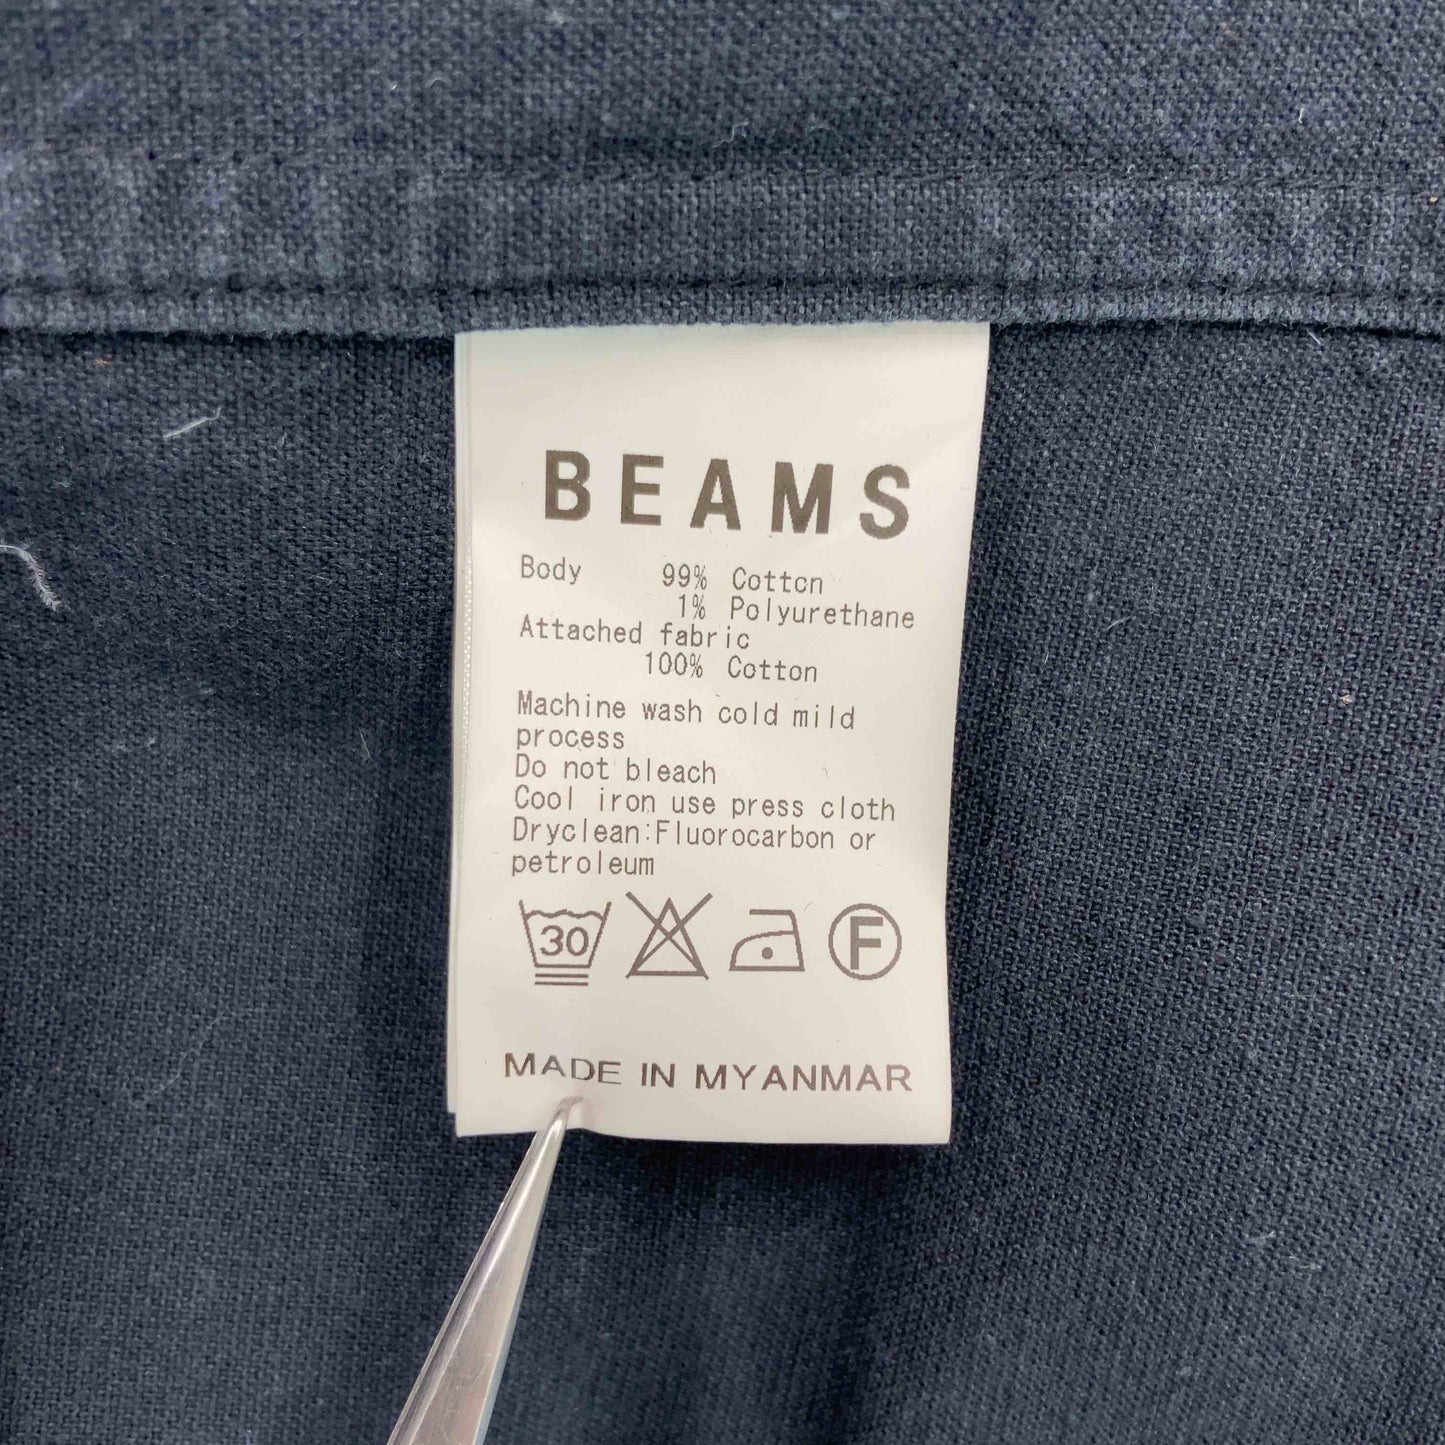 BEAMS
Body 99% Cotton
1% Polyurethane
Attached fabric
100% Cotton
Machine wash cold mild
process
Do not bleach
Cool iron use press cloth
Dryclean:Fluorocarbon or
petroleum
30 F
MADE IN MYANMAR